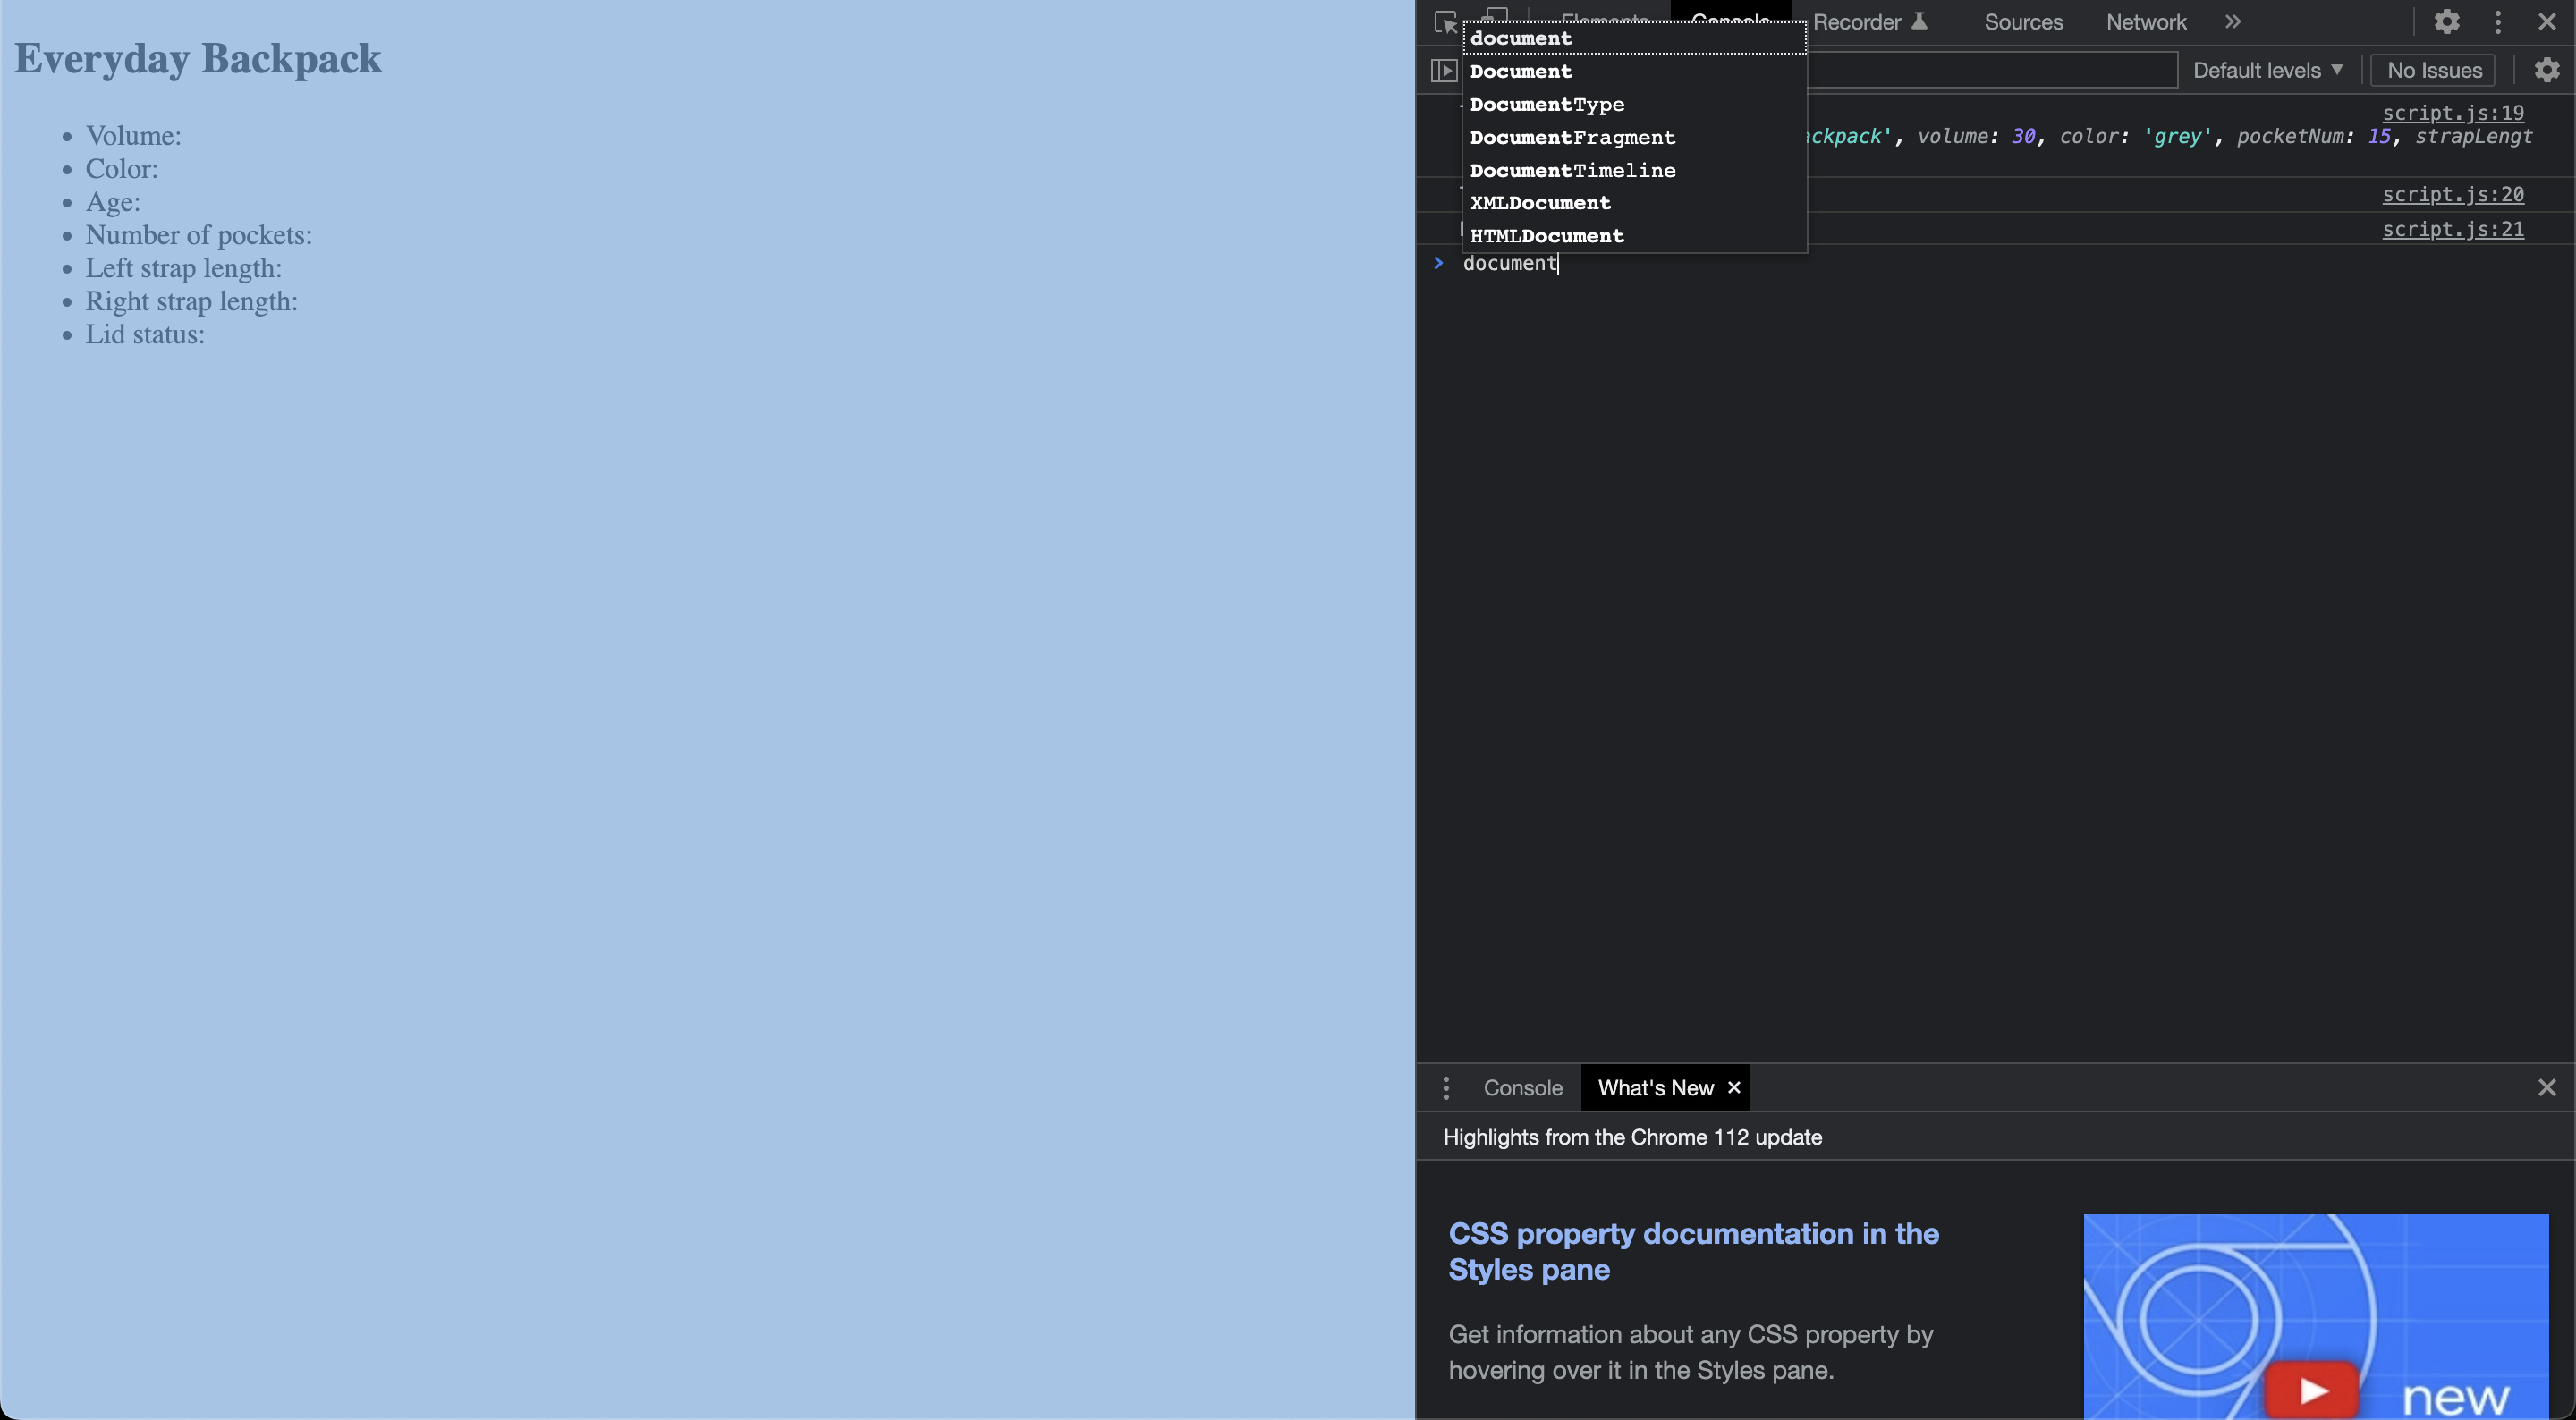 Everyday Backpack
Volume:
Color:
Age:
Number of pockets:
Left strap length:
Right strap length:
Lid status:
Elements Console Recorder Sources Network
document
Document
DocumentType
DocumentFragment
DocumentTimeline
XMLDocument
HTMLDocument
Default levels ▼ No Issues
script.js:19
ackpack', volume: 30, color: 'grey', pocketNum: 15, strapLengt
script.js:20
script.js:21
> document
Console What's New ×
Highlights from the Chrome 112 update
CSS property documentation in the
Styles pane
Get information about any CSS property by
hovering over it in the Styles pane.
new